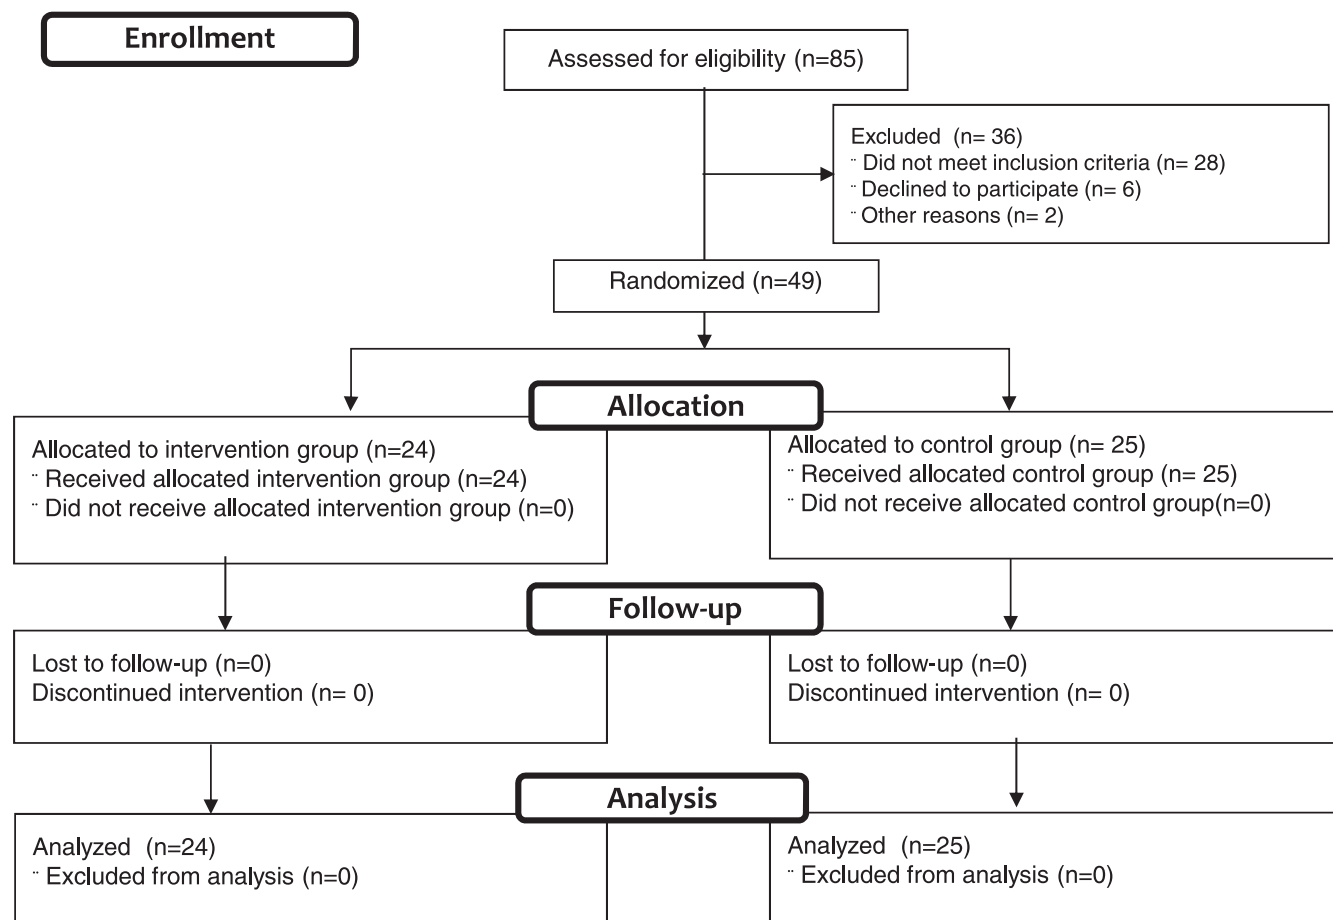 Enrollment
Assessed for eligibility (n=85)
Excluded (n= 36)
¨ Did not meet inclusion criteria (n= 28)
¨ Declined to participate (n= 6)
¨ Other reasons (n= 2)
Randomized (n=49)
Allocation
Allocated to intervention group (n=24)
¨ Received allocated intervention group (n=24)
¨ Did not receive allocated intervention group (n=0)
Allocated to control group (n= 25)
¨ Received allocated control group (n= 25)
¨ Did not receive allocated control group(n=0)
Follow-up
Lost to follow-up (n=0)
Discontinued intervention (n= 0)
Lost to follow-up (n=0)
Discontinued intervention (n= 0)
Analysis
Analyzed (n=24)
¨ Excluded from analysis (n=0)
Analyzed (n=25)
¨ Excluded from analysis (n=0)